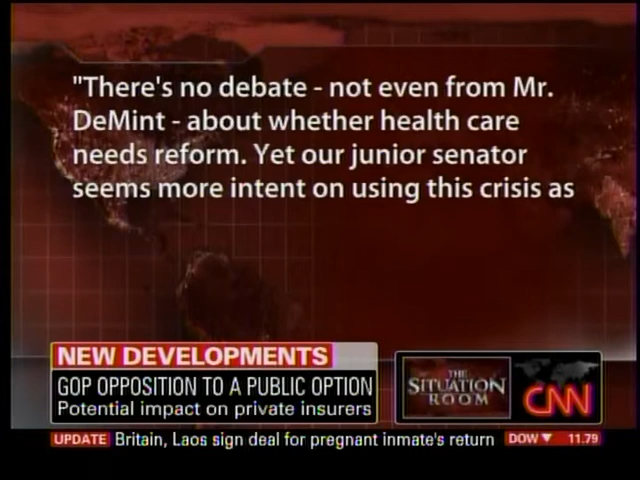 "There's no debate - not even from Mr.
DeMint - about whether health care
needs reform. Yet our junior senator
seems more intent on using this crisis as
NEW DEVELOPMENTS
GOP OPPOSITION TO A PUBLIC OPTION
Potential impact on private insurers
THE
SITUATION
ROOM
CNN
UPDATE Britain, Laos sign deal for pregnant inmate's return DOW ▼ 11.79